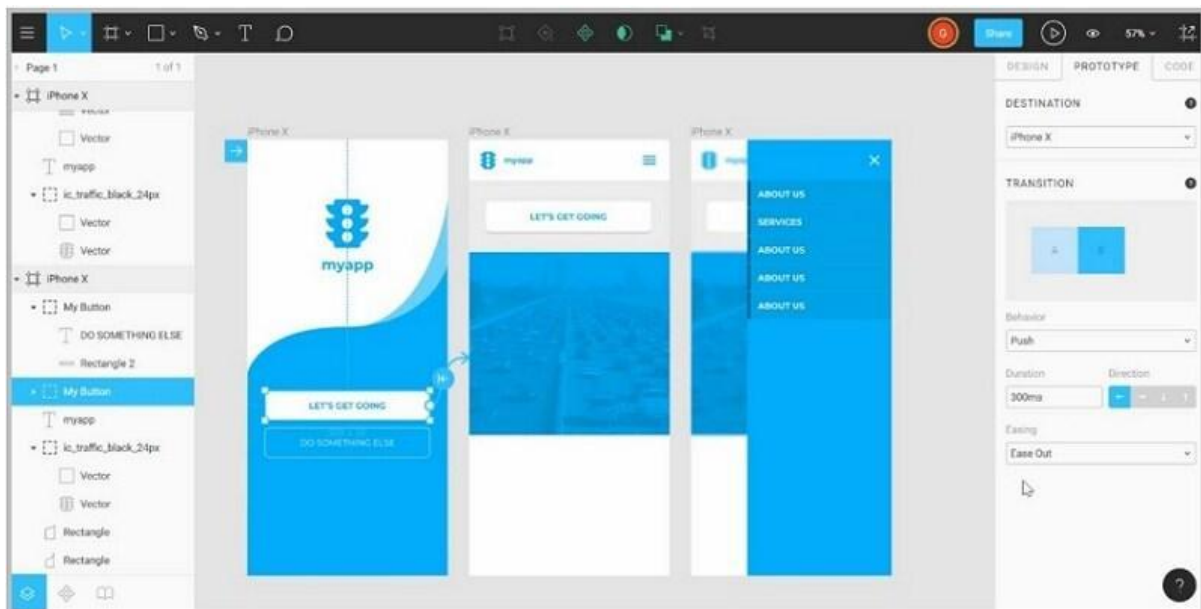 G
Share
57%
Page 1
1 of 1
iPhone X
Vector
Vector
myapp
ic_traffic_black_24px
Vector
Vector
iPhone X
My Button
DO SOMETHING ELSE
Rectangle 2
My Button
myapp
ic_traffic_black_24px
Vector
Vector
Rectangle
Rectangle
iPhone X
myapp
LET'S GET GOING
DO SOMETHING ELSE
iPhone X
myapp
LET'S GET GOING
iPhone X
ABOUT US
SERVICES
ABOUT US
ABOUT US
ABOUT US
DESIGN
PROTOTYPE
CODE
DESTINATION
iPhone X
TRANSITION
A
Behavior
Push
Duration
Direction
300ms
Easing
Ease Out
?